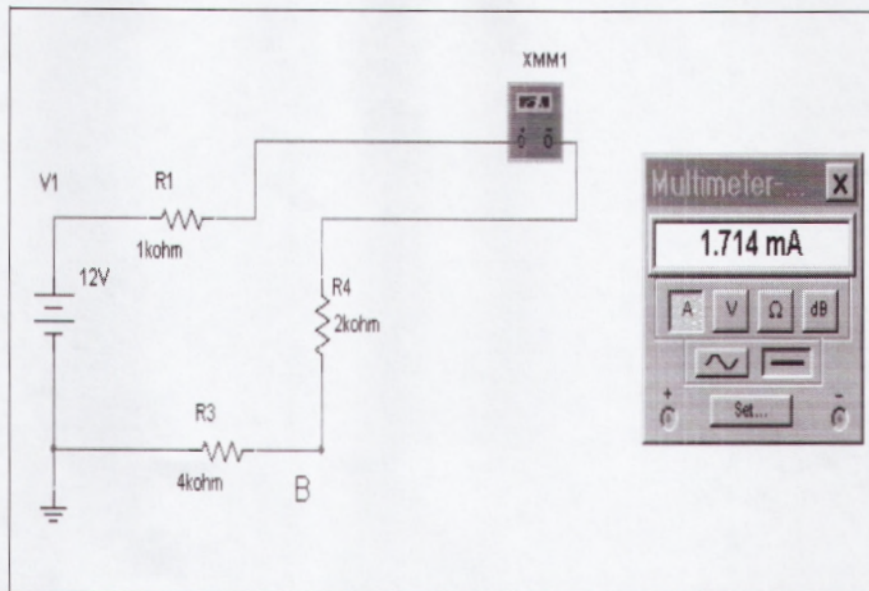 XMM1
V1
R1
1kohm
12V
R4
2kohm
R3
4kohm
B
Multimeter-...
X
1.714 mA
A V Ω dB
+ -
Set...